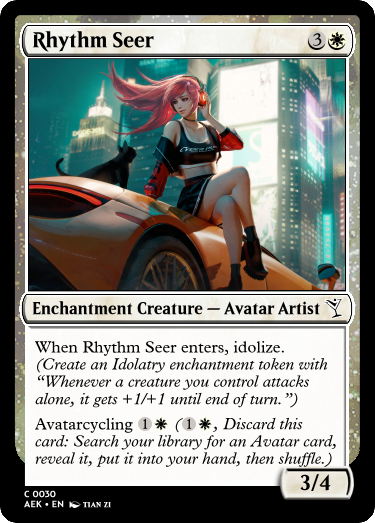 Rhythm Seer 3
Enchantment Creature — Avatar Artist
When Rhythm Seer enters, idolize.
(Create an Idolatry enchantment token with
“Whenever a creature you control attacks
alone, it gets +1/+1 until end of turn.”)
Avatarcycling 1 (1, Discard this
card: Search your library for an Avatar card,
reveal it, put it into your hand, then shuffle.)
3/4
C 0030
AEK • EN TIAN ZI